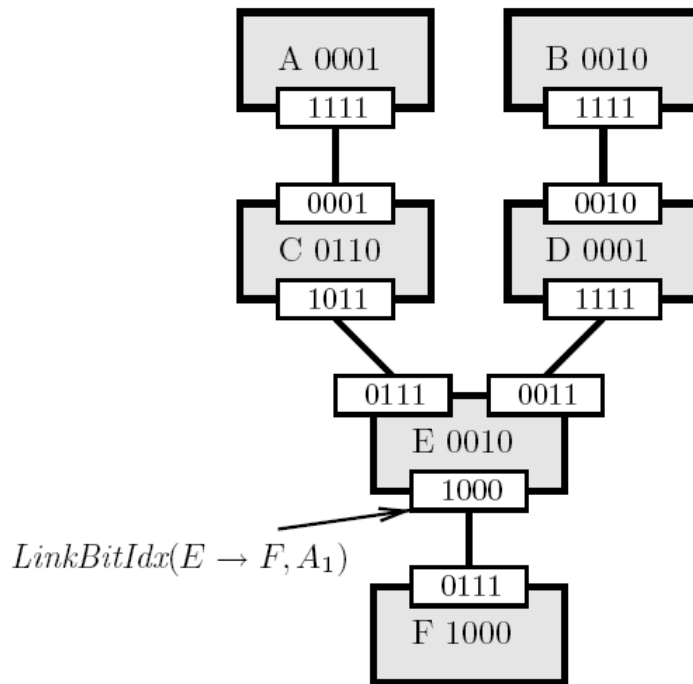 A 0001 B 0010
1111 1111
0001 0010
C 0110 D 0001
1011 1111
0111 0011
E 0010
1000
LinkBitIdx(E → F, A₁)
0111
F 1000